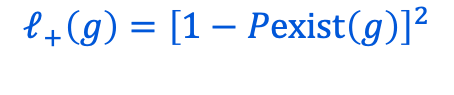 ℓ₊(g) = [1 − Pexist(g)]²